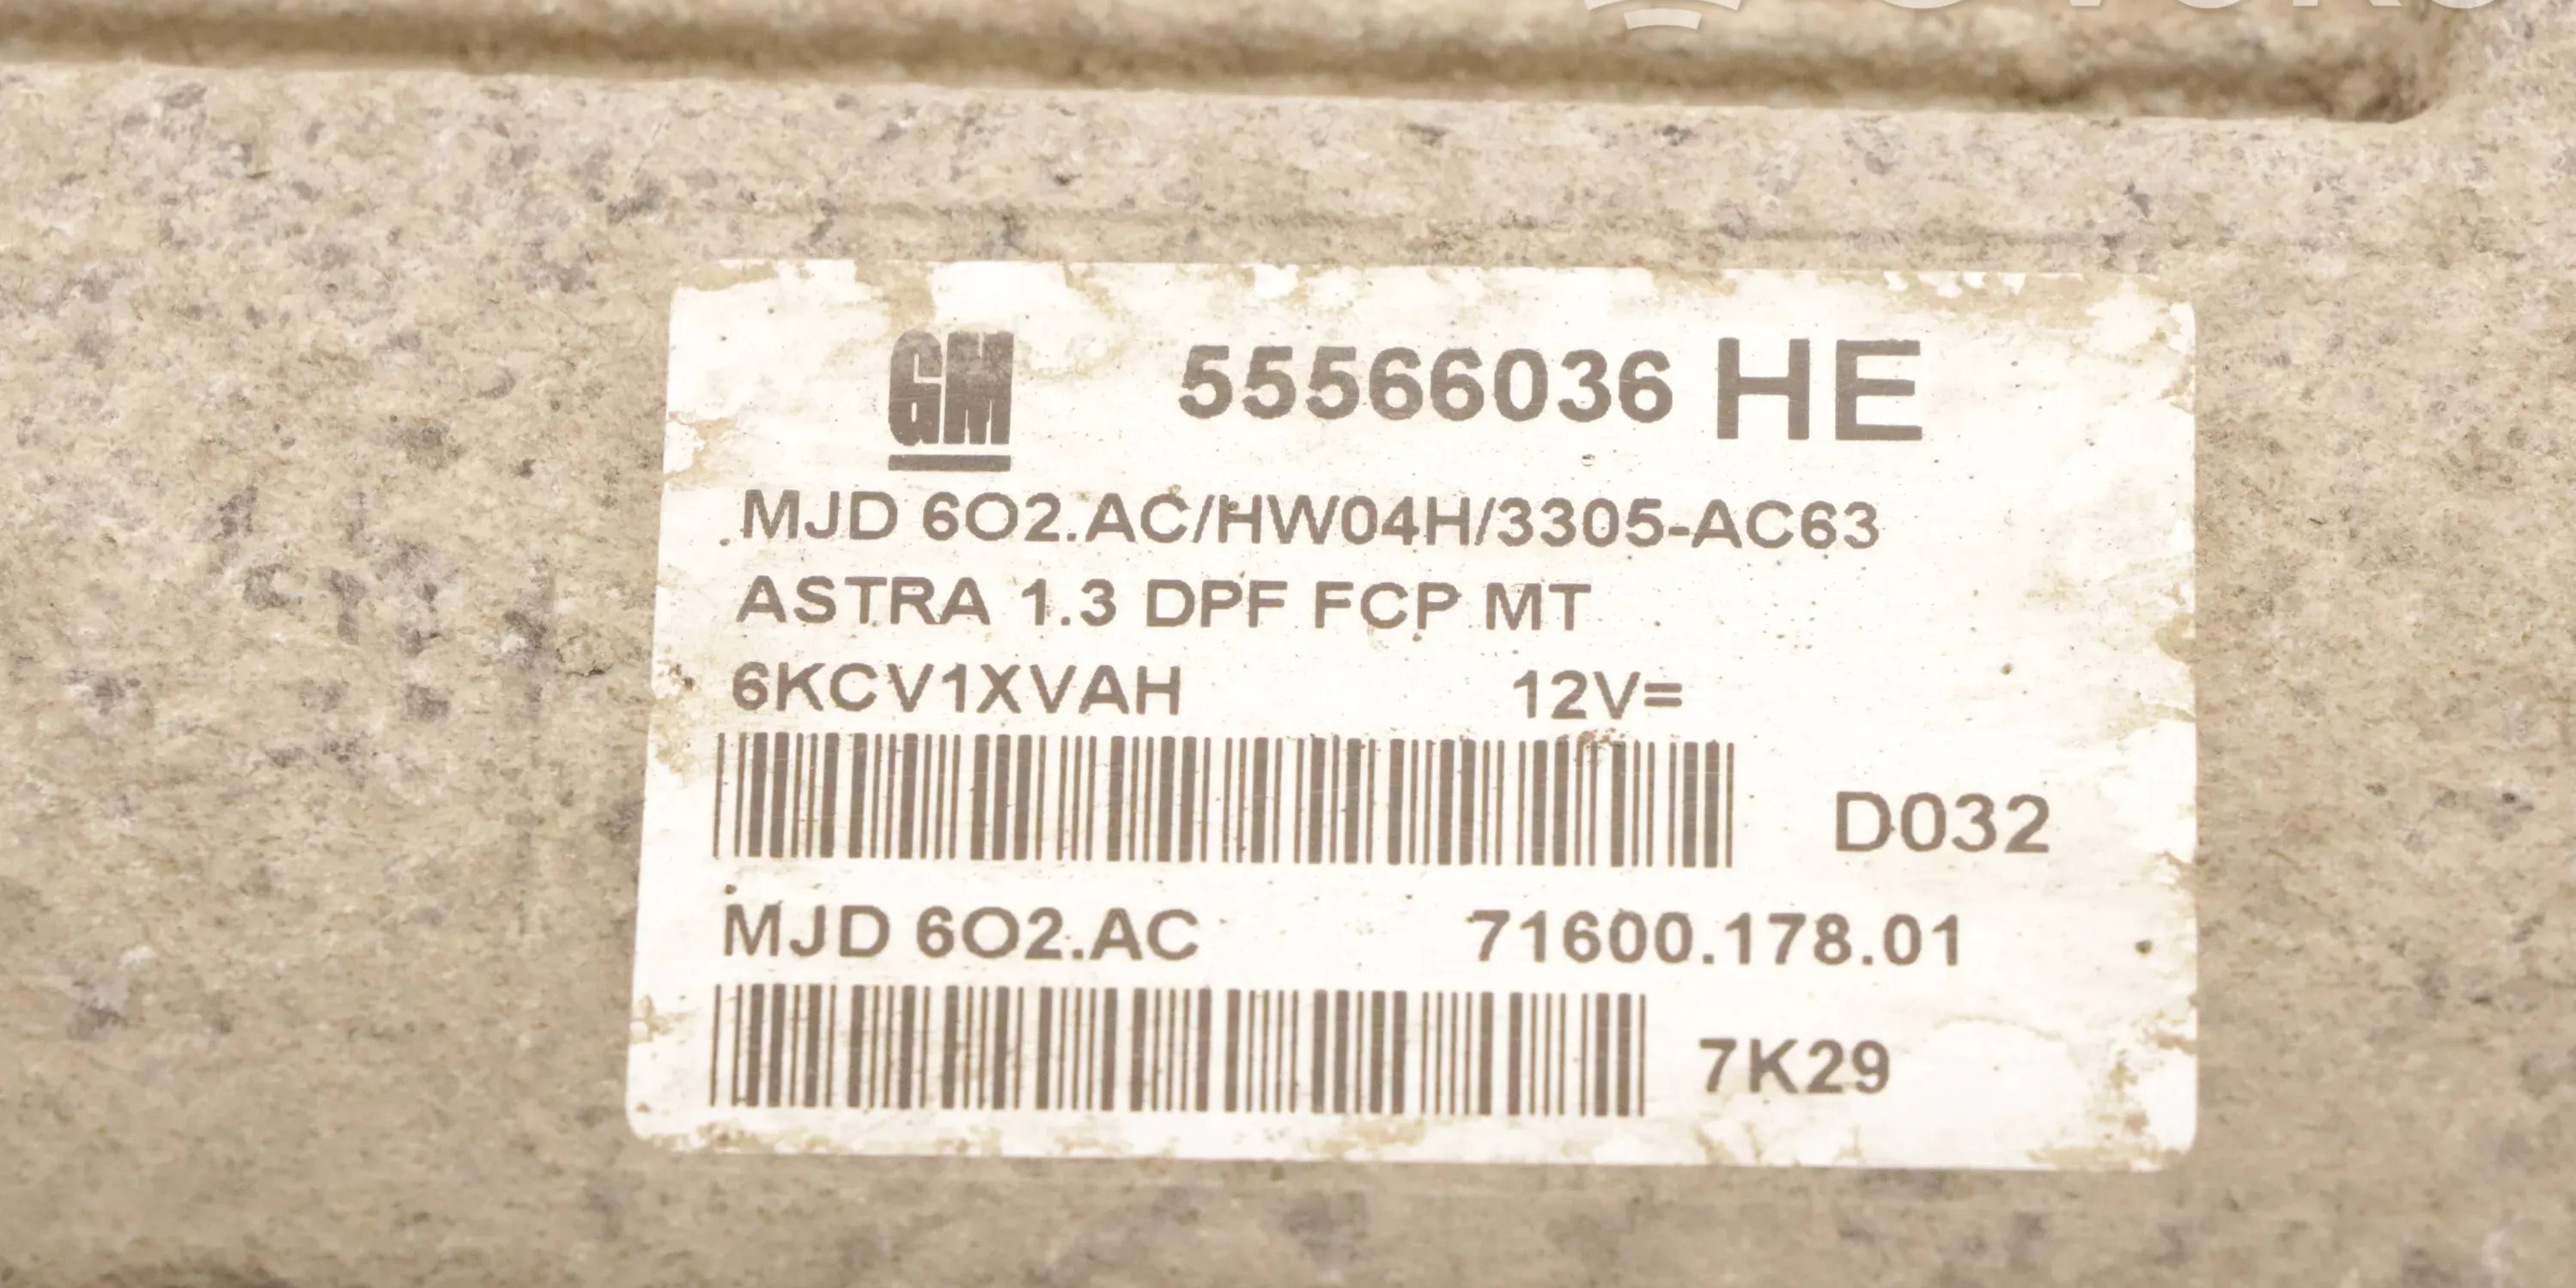 GM 55566036 HE
MJD 6O2.AC/HW04H/3305-AC63
ASTRA 1.3 DPF FCP MT
6KCV1XVAH 12V=
D032
MJD 6O2.AC 71600.178.01
7K29